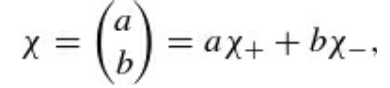 χ = (a b) = aχ₊ + bχ₋,